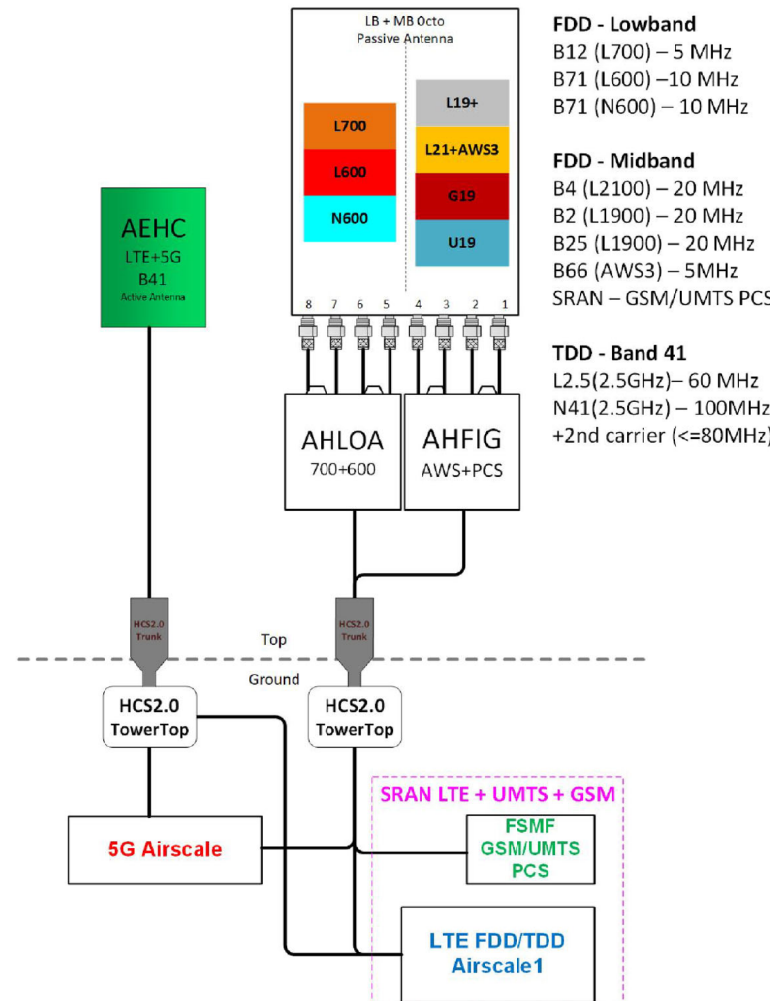 LB + MB Octo
Passive Antenna
L700
L600
N600
L19+
L21+AWS3
G19
U19
8 7 6 5 4 3 2 1
FDD - Lowband
B12 (L700) – 5 MHz
B71 (L600) –10 MHz
B71 (N600) – 10 MHz
FDD - Midband
B4 (L2100) – 20 MHz
B2 (L1900) – 20 MHz
B25 (L1900) – 20 MHz
B66 (AWS3) – 5MHz
SRAN – GSM/UMTS PCS
TDD - Band 41
L2.5(2.5GHz)– 60 MHz
N41(2.5GHz) – 100MHz
+2nd carrier (<=80MHz)
AEHC
LTE+5G
B41
Active Antenna
AHLOA
700+600
AHFIG
AWS+PCS
HCS2.0
Trunk
HCS2.0
Trunk
Top
Ground
HCS2.0
TowerTop
HCS2.0
TowerTop
SRAN LTE + UMTS + GSM
5G Airscale
FSMF
GSM/UMTS
PCS
LTE FDD/TDD
Airscale1